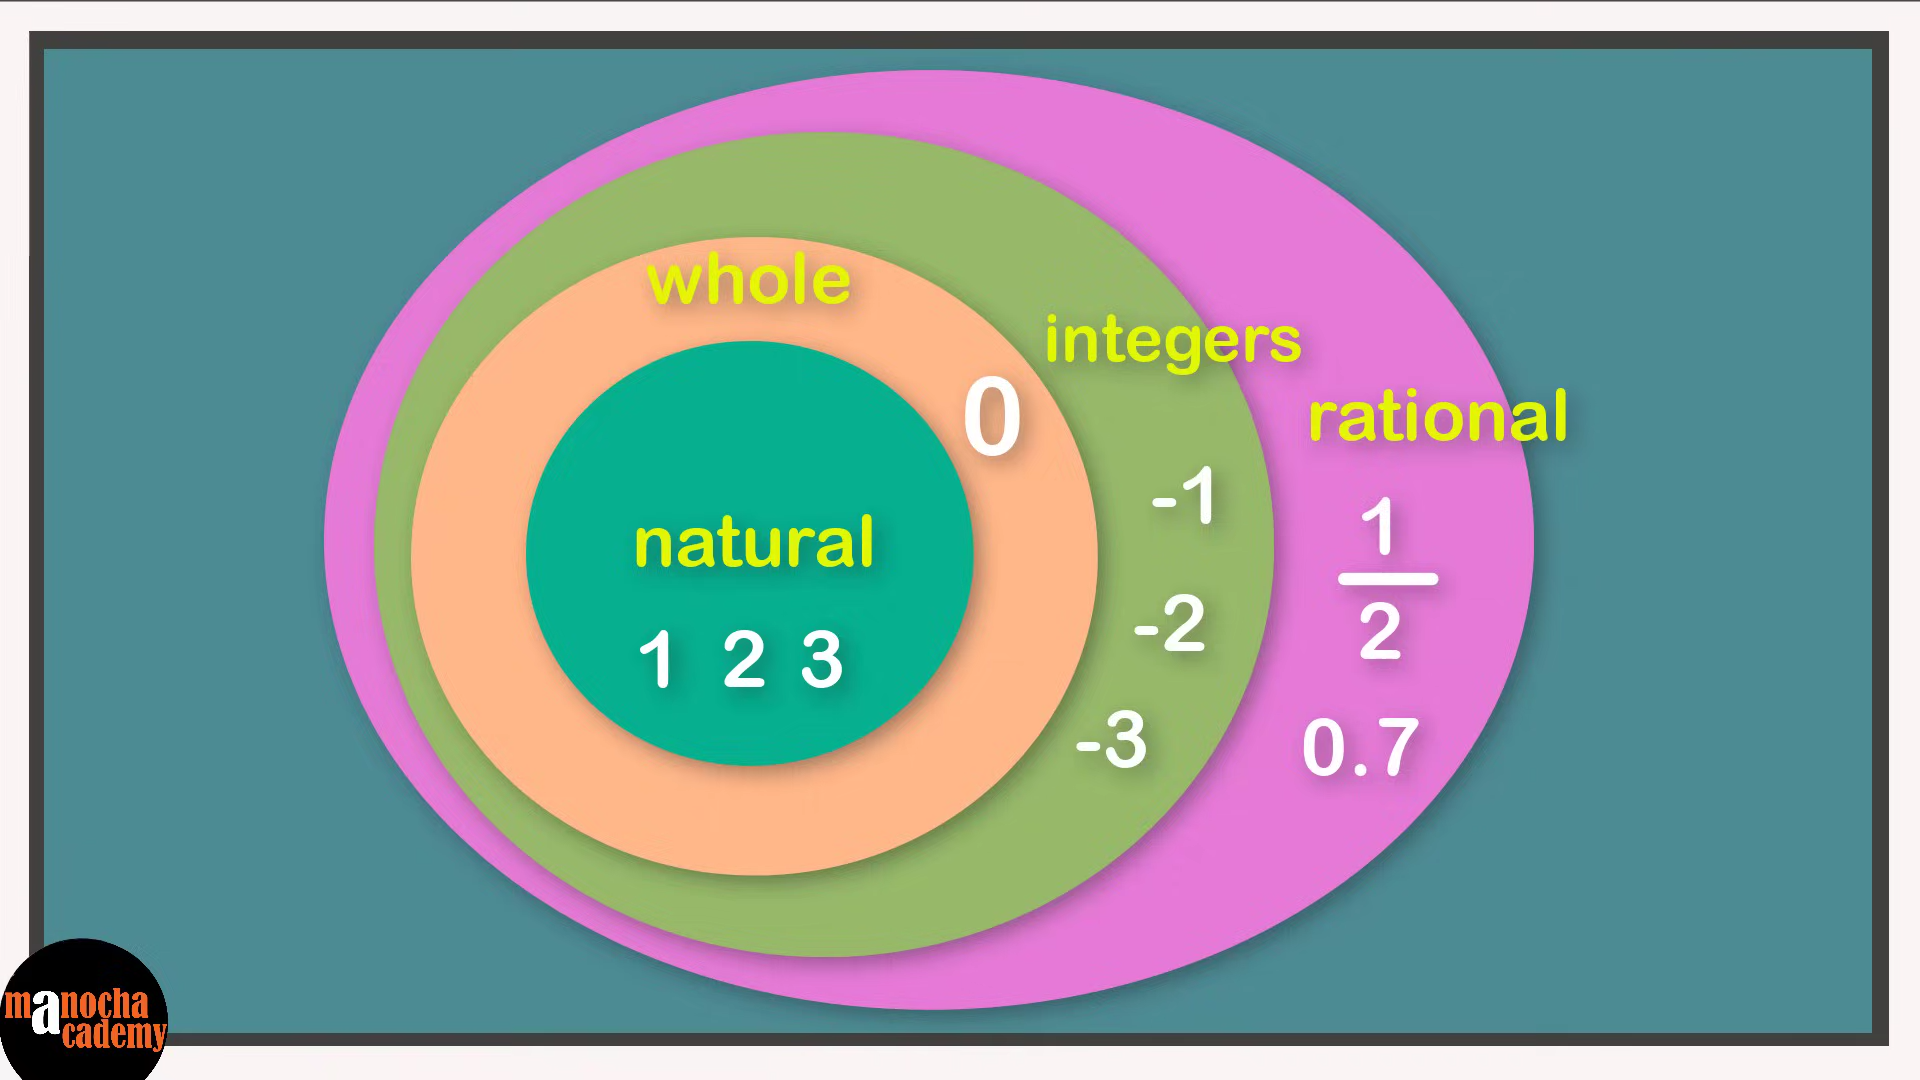 whole
integers
0
rational
-1
natural
1
2
-2
1 2 3
-3
0.7
manocha
academy